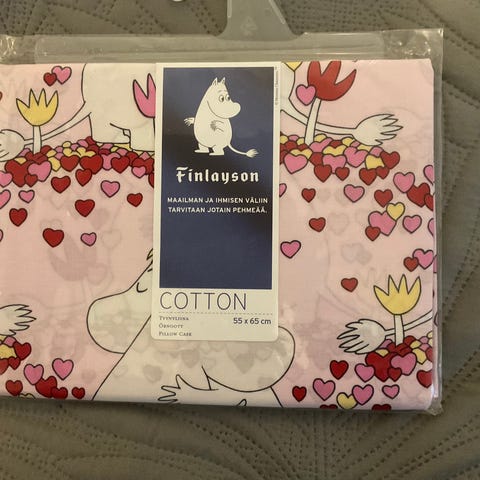 Finlayson
MAAILMAN JA IHMISEN VÄLIIN
TARVITAAN JOTAIN PEHMEÄÄ.
COTTON
TYYNYLIINA
ÖRNGOTT
PILLOW CASE
55 x 65 cm